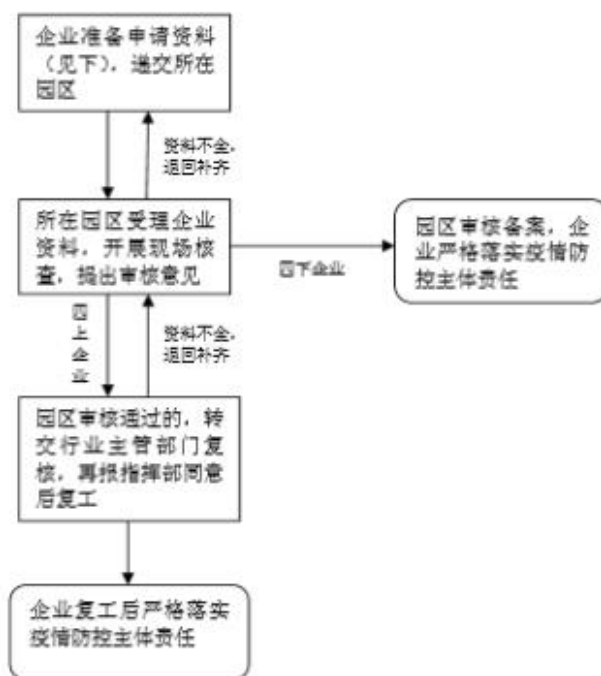 企业准备申请资料
（见下），递交所在
园区
资料不全，
退回补齐
所在园区受理企业
资料，开展现场核
查，提出审核意见
四下企业
园区审核备案，企
业严格落实疫情防
控主体责任
四
上
企
业
资料不全，
退回补齐
园区审核通过的，转
交行业主管部门复
核，再报指挥部同意
后复工
企业复工后严格落实
疫情防控主体责任